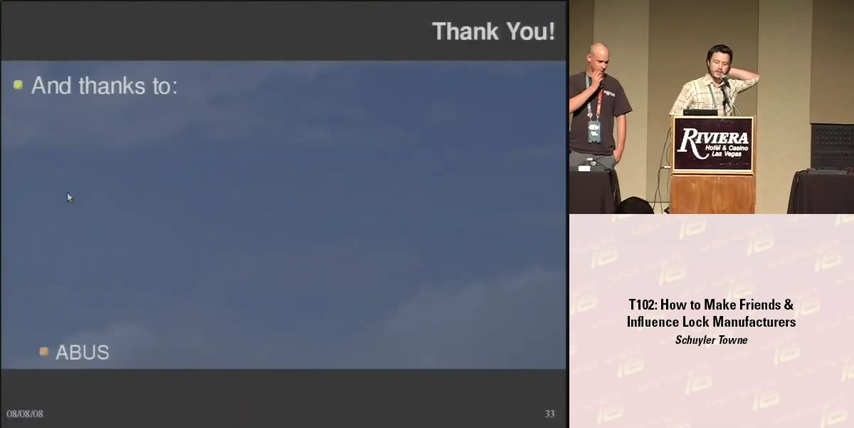 Thank You!
And thanks to:
ABUS
08/08/08
33
RIVIERA
Hotel & Casino
Las Vegas
T102: How to Make Friends &
Influence Lock Manufacturers
Schuyler Towne